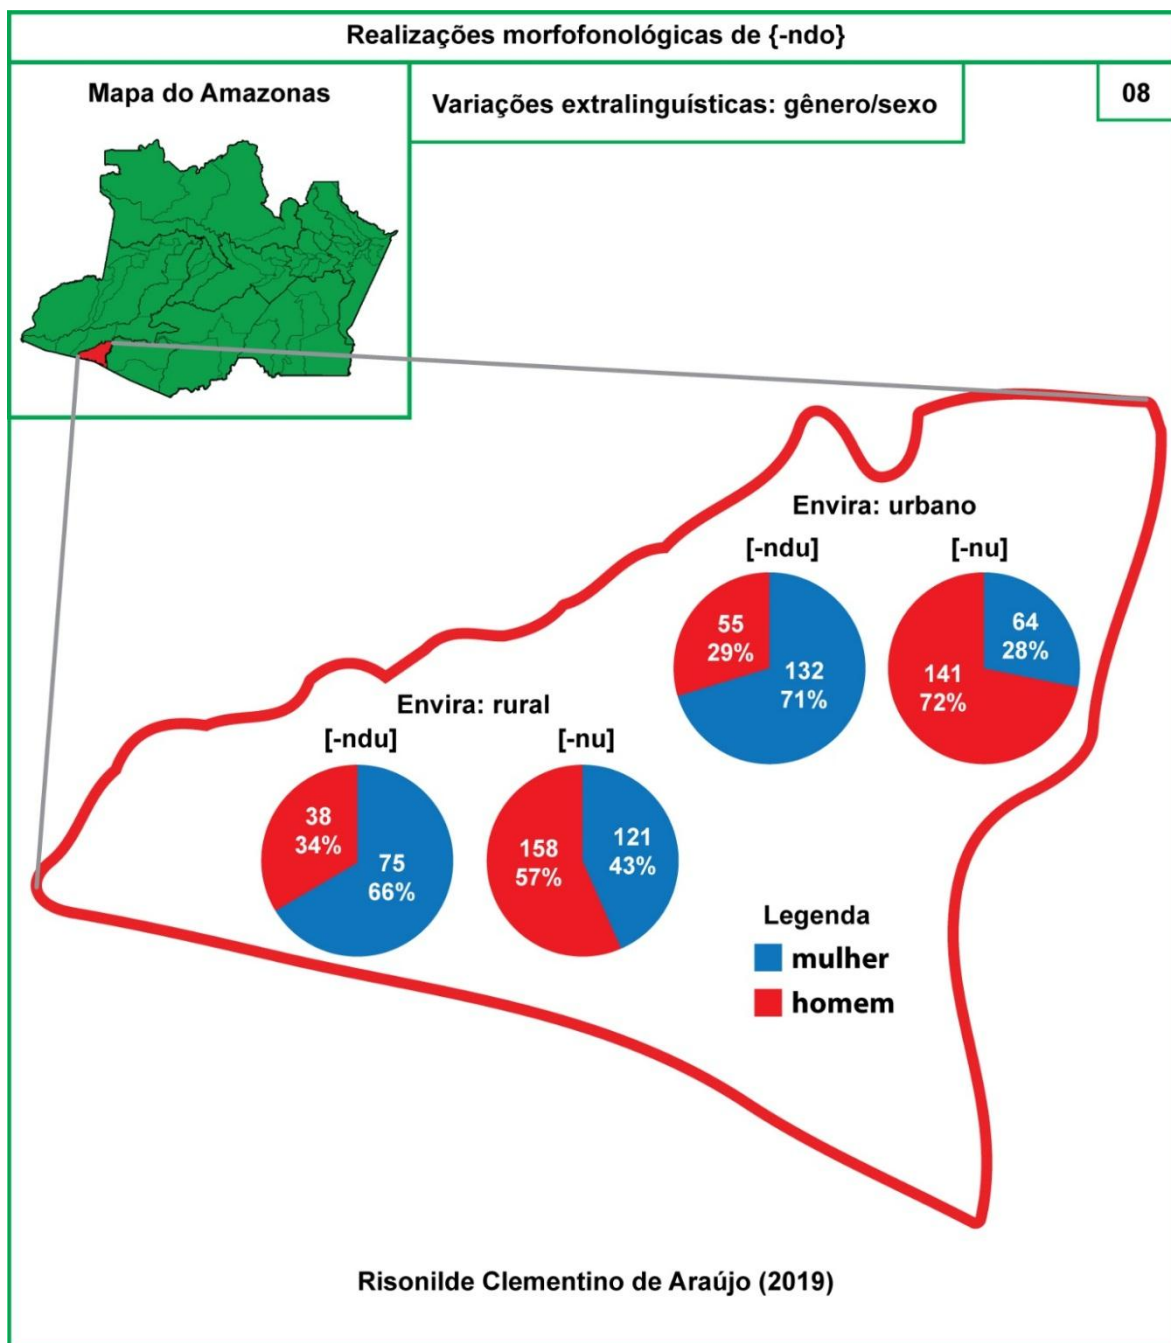 Realizações morfofonológicas de {-ndo}
Mapa do Amazonas
Variações extralinguísticas: gênero/sexo
08
Envira: urbano
[-ndu]
[-nu]
55
29%
132
71%
64
28%
141
72%
Envira: rural
[-ndu]
[-nu]
38
34%
75
66%
158
57%
121
43%
Legenda
mulher
homem
Risonilde Clementino de Araújo (2019)